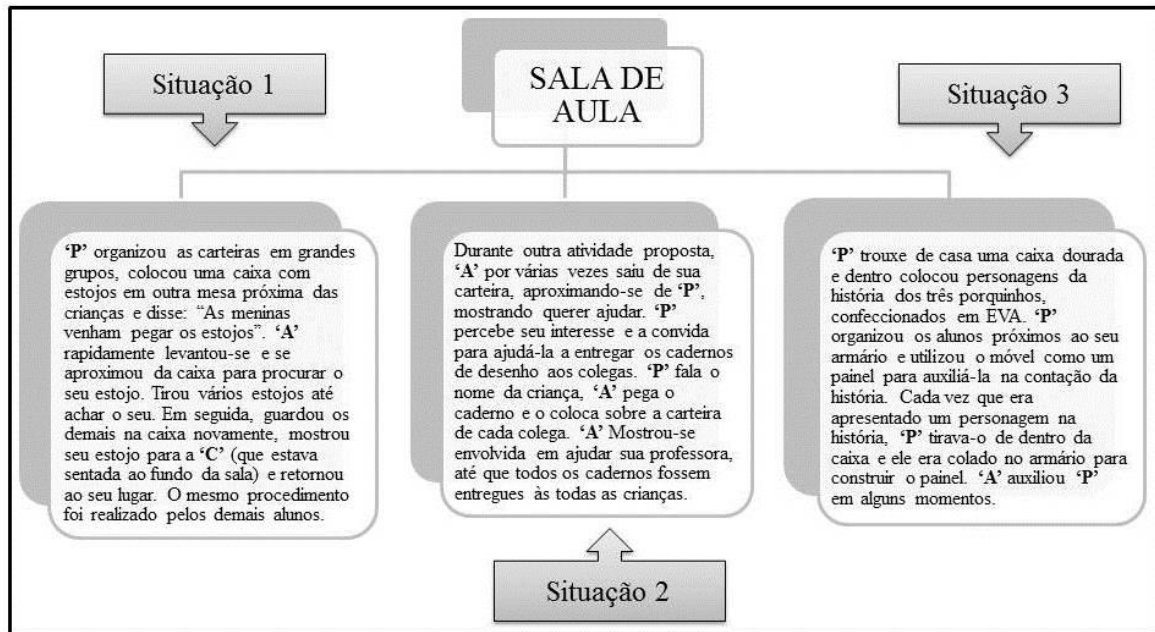 SALA DE
AULA
Situação 1
‘P’ organizou as carteiras em grandes
grupos, colocou uma caixa com
estojos em outra mesa próxima das
crianças e disse: “As meninas
venham pegar os estojos”. ‘A’
rapidamente levantou-se e se
aproximou da caixa para procurar o
seu estojo. Tirou vários estojos até
achar o seu. Em seguida, guardou os
demais na caixa novamente, mostrou
seu estojo para a ‘C’ (que estava
sentada ao fundo da sala) e retornou
ao seu lugar. O mesmo procedimento
foi realizado pelos demais alunos.
Situação 2
Durante outra atividade proposta,
‘A’ por várias vezes saiu de sua
carteira, aproximando-se de ‘P’,
mostrando querer ajudar. ‘P’
percebe seu interesse e a convida
para ajudá-la a entregar os cadernos
de desenho aos colegas. ‘P’ fala o
nome da criança, ‘A’ pega o
caderno e o coloca sobre a carteira
de cada colega. ‘A’ Mostrou-se
envolvida em ajudar sua professora,
até que todos os cadernos fossem
entregues às todas as crianças.
Situação 3
‘P’ trouxe de casa uma caixa dourada
e dentro colocou personagens da
história dos três porquinhos,
confeccionados em EVA. ‘P’
organizou os alunos próximos ao seu
armário e utilizou o móvel como um
painel para auxiliá-la na contação da
história. Cada vez que era
apresentado um personagem na
história, ‘P’ tirava-o de dentro da
caixa e ele era colado no armário para
construir o painel. ‘A’ auxiliou ‘P’
em alguns momentos.